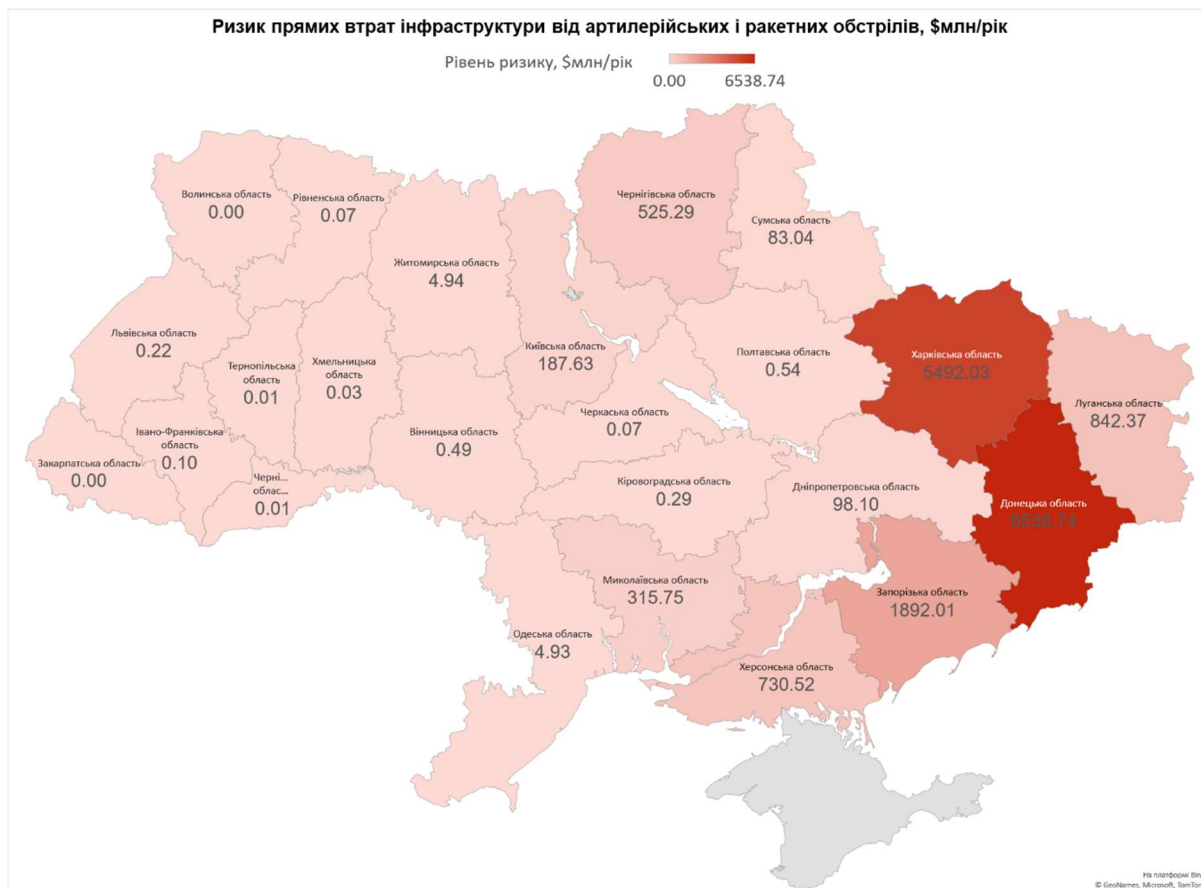 Ризик прямих втрат інфраструктури від артилерійських і ракетних обстрілів, $млн/рік
Рівень ризику, $млн/рік
0.00 6538.74
Волинська область
0.00
Рівненська область
0.07
Житомирська область
4.94
Чернігівська область
525.29
Сумська область
83.04
Львівська область
0.22
Тернопільська
область
0.01
Хмельницька
область
0.03
Київська область
187.63
Полтавська область
0.54
Харківська область
5492.03
Луганська область
842.37
Закарпатська область
0.00
Івано-Франківська
область
0.10
Черні...
облас...
0.01
Вінницька область
0.49
Черкаська область
0.07
Кіровоградська область
0.29
Дніпропетровська область
98.10
Донецька область
6538.74
Миколаївська область
315.75
Запорізька область
1892.01
Одеська область
4.93
Херсонська область
730.52
На платформі Bin
© GeoNames, Microsoft, TomTom